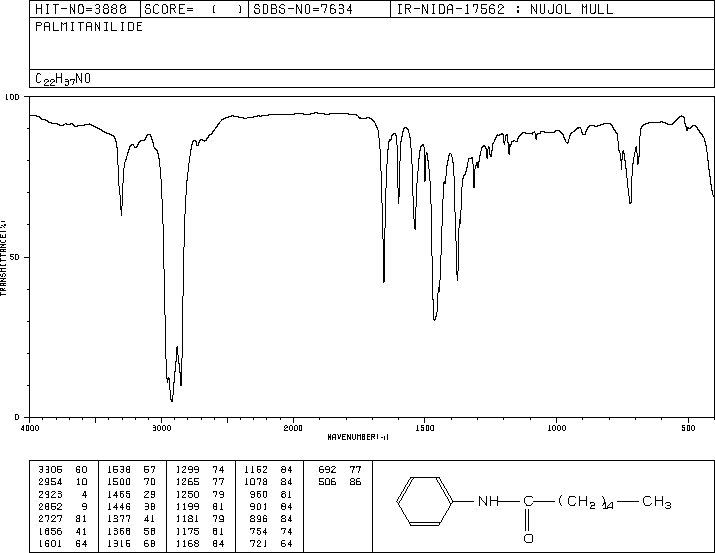 HIT-NO=3888 SCORE= ( ) SDBS-NO=7634 IR-NIDA-17562 : NUJOL MULL
PALMITANILIDE
C22H37NO
100
50
0
TRANSMITTANCE(%)
4000 3000 2000 1500 1000 500
WAVENUMBER(-1)
3305 60 1538 57 1299 74 1152 84 692 77
2954 10 1500 70 1265 77 1078 84 506 86
2923 4 1465 29 1250 79 960 81
2852 9 1446 38 1199 81 901 84
2727 81 1377 41 1181 79 896 84
1656 41 1368 58 1175 81 754 74
1601 64 1315 68 1168 84 721 64
NH C (CH2)14 CH3
O